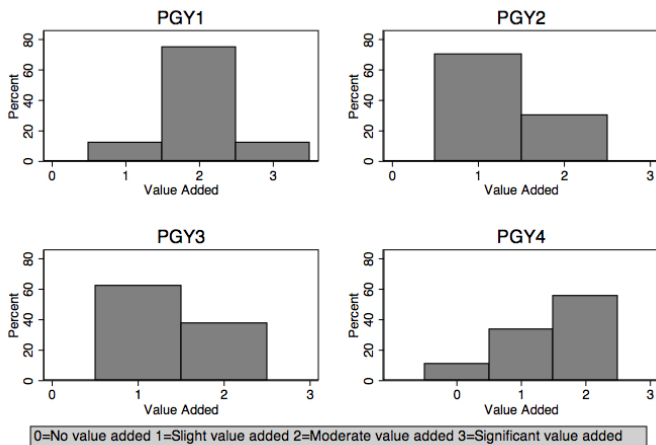 PGY1
PGY2
Percent
0 20 40 60 80
0 1 2 3
Value Added
Percent
0 20 40 60 80
0 1 2 3
Value Added
PGY3
PGY4
Percent
0 20 40 60 80
0 1 2 3
Value Added
Percent
0 20 40 60 80
0 1 2 3
Value Added
0=No value added 1=Slight value added 2=Moderate value added 3=Significant value added